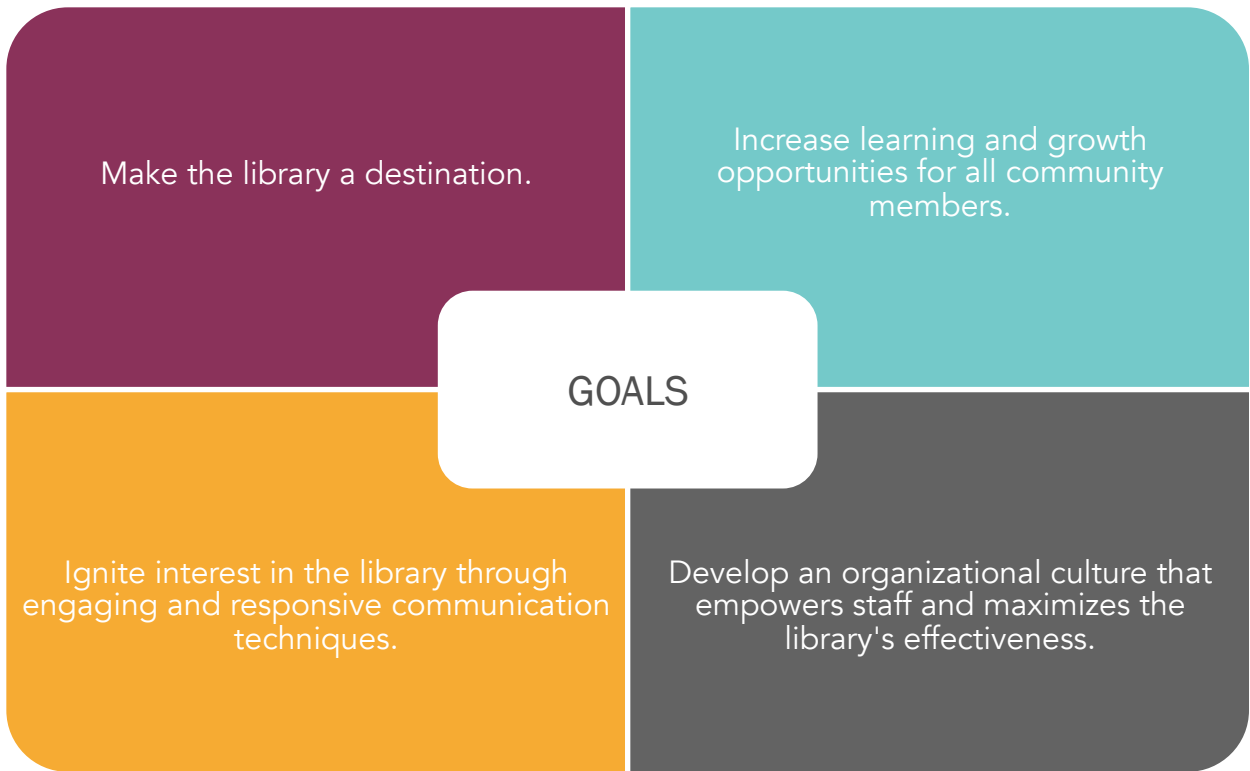 Make the library a destination.
Increase learning and growth
opportunities for all community
members.
GOALS
Ignite interest in the library through
engaging and responsive communication
techniques.
Develop an organizational culture that
empowers staff and maximizes the
library's effectiveness.